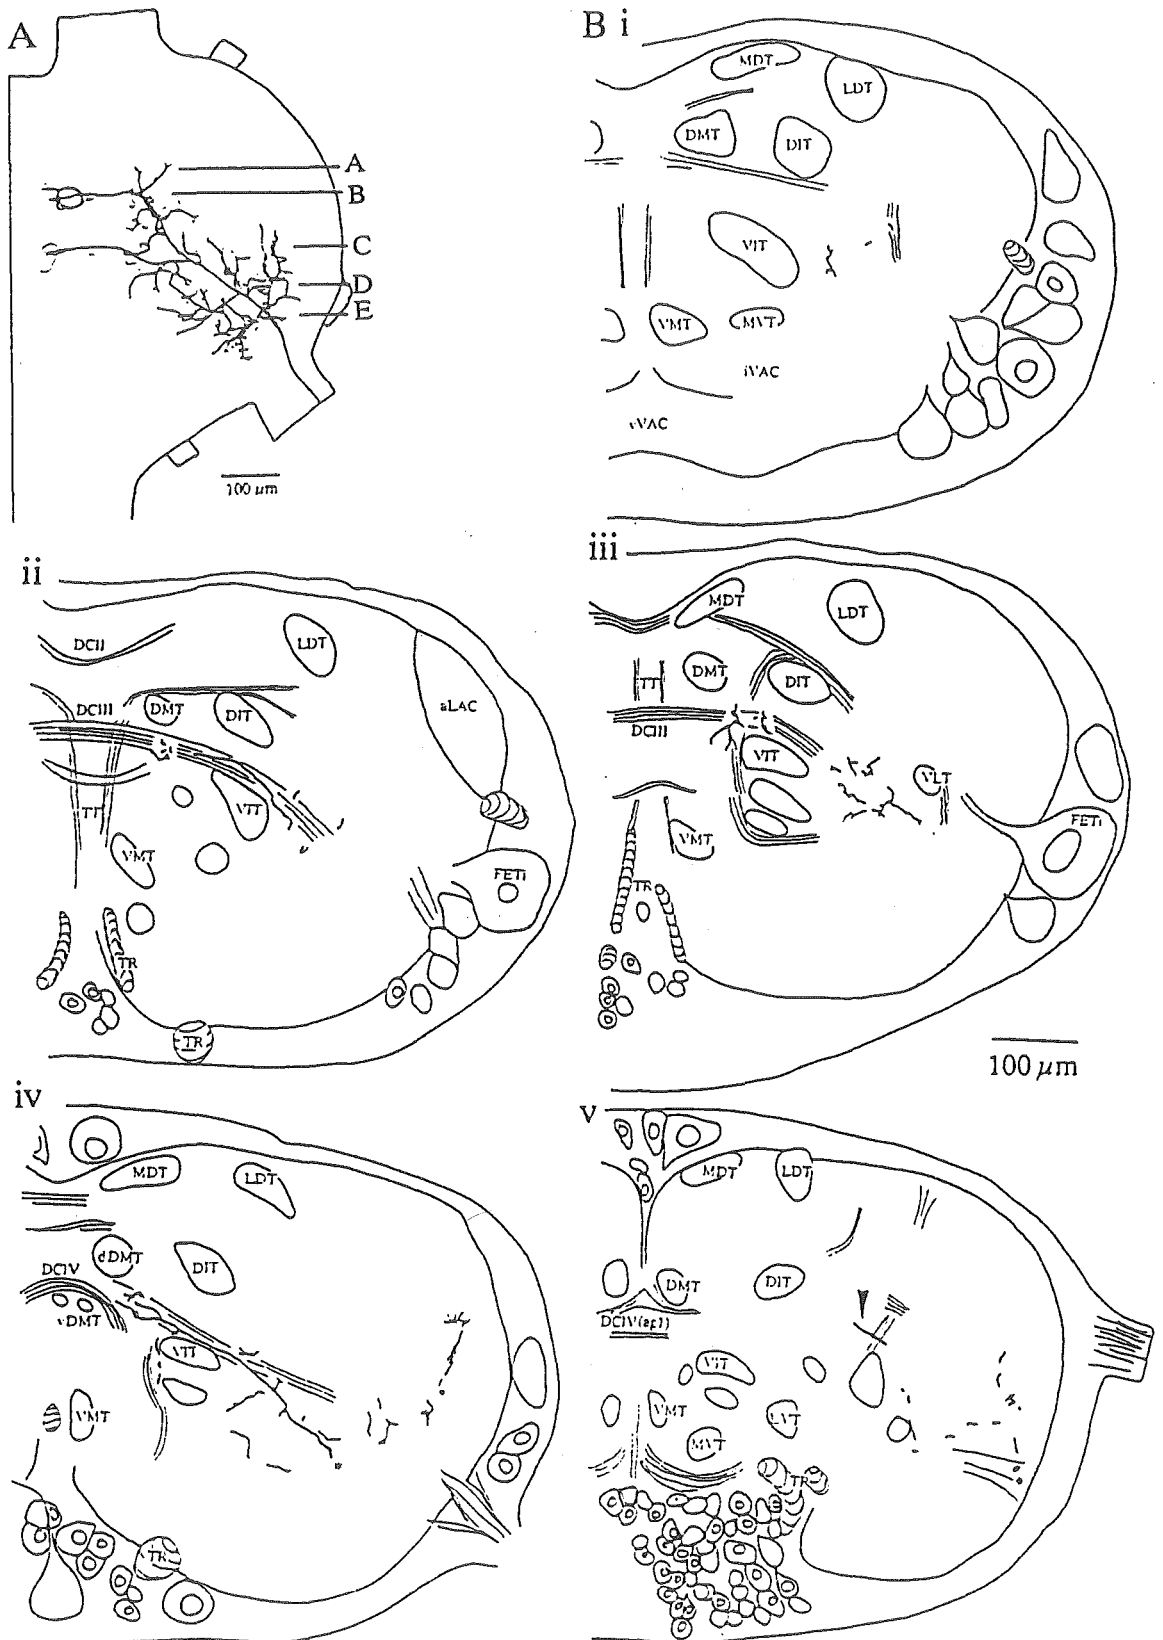 A
A
B
C
D
E
100 μm
B i
MDT
LDT
DMT
DIT
VIT
VMT
MVT
iVAC
vVAC
ii
DCII
LDT
DCIII
DMT
DIT
aLAC
TT
VIT
VMT
FETi
TR
TR
iii
MDT
LDT
TT
DMT
DIT
DCIII
VIT
VLT
VMT
FETi
TR
100 μm
iv
MDT
LDT
dDMT
DIT
DCIV
vDMT
VIT
VMT
TR
v
MDT
LDT
DMT
DIT
DCIV
VIT
VMT
LVT
MVT
TR